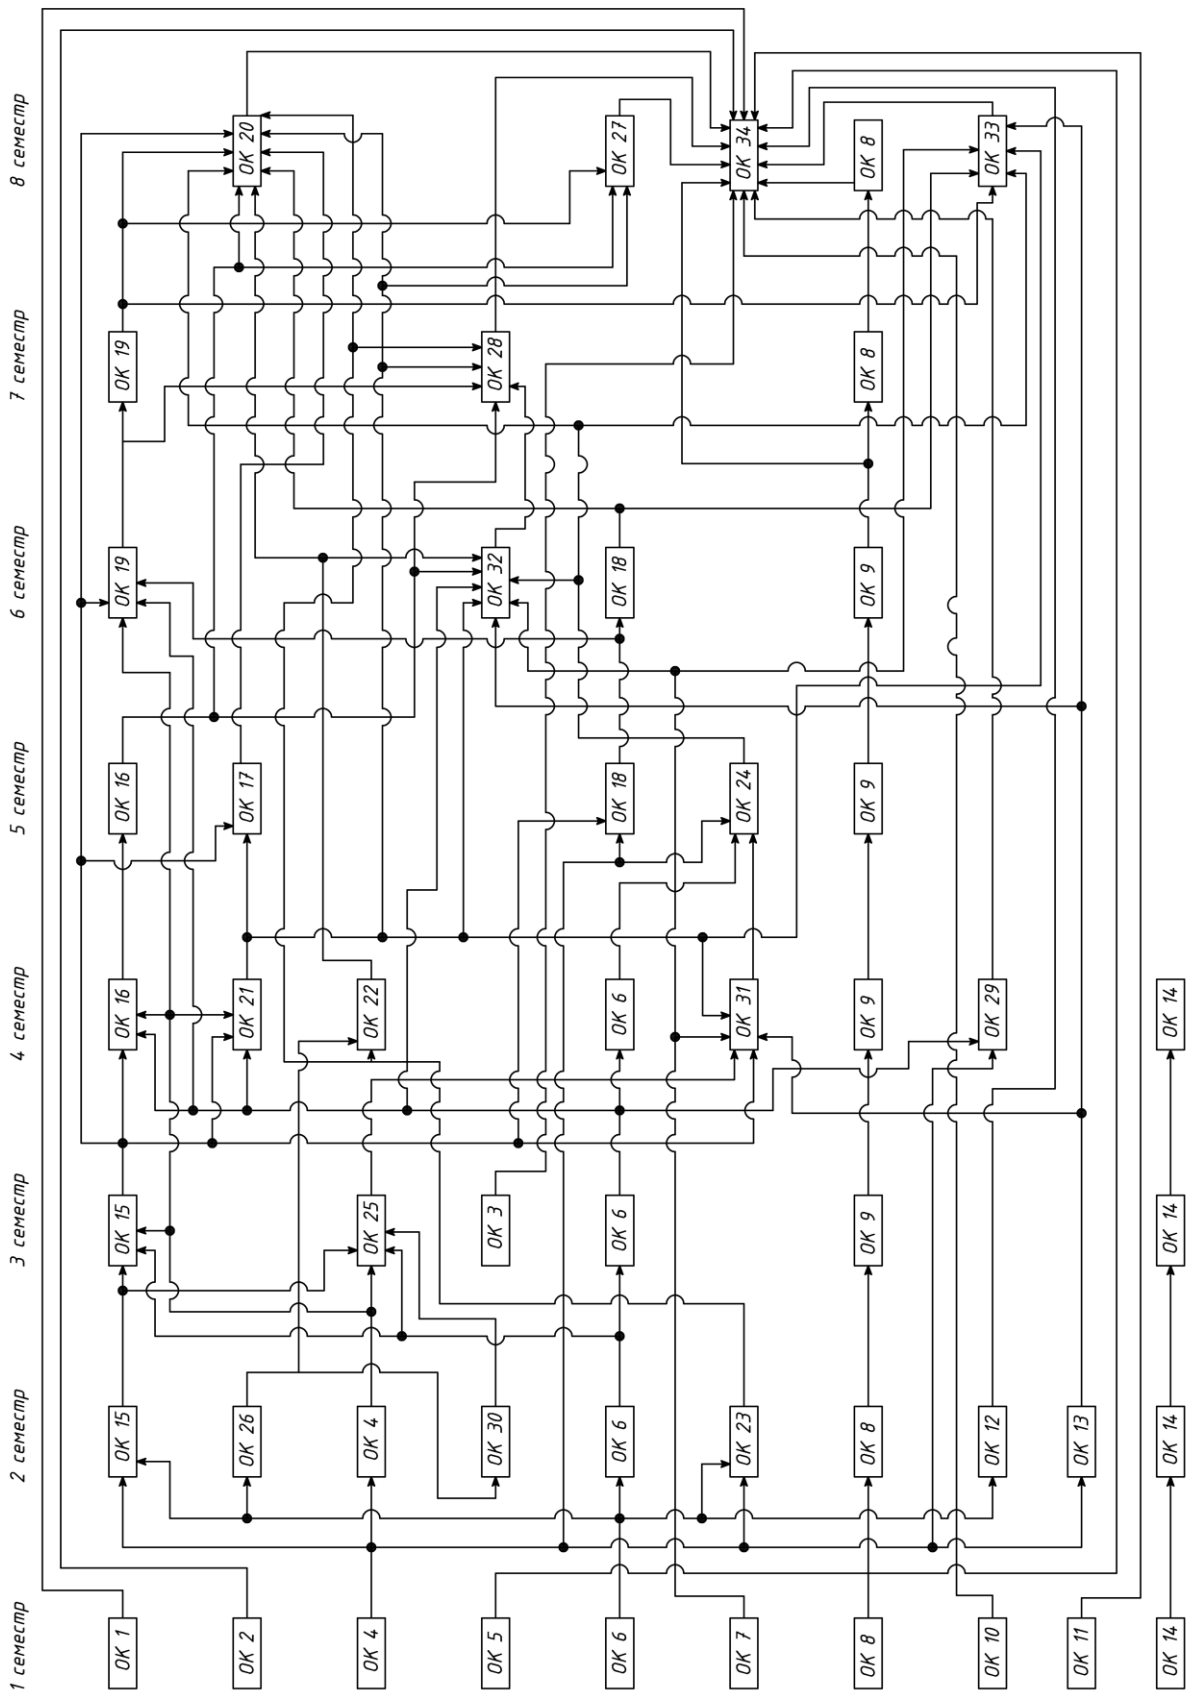 1 семестр
ОК 1
ОК 2
ОК 4
ОК 5
ОК 6
ОК 7
ОК 8
ОК 10
ОК 11
ОК 14
2 семестр
ОК 15
ОК 26
ОК 4
ОК 30
ОК 6
ОК 23
ОК 8
ОК 12
ОК 13
ОК 14
3 семестр
ОК 15
ОК 25
ОК 3
ОК 6
ОК 9
ОК 14
4 семестр
ОК 16
ОК 21
ОК 22
ОК 6
ОК 31
ОК 9
ОК 29
ОК 14
5 семестр
ОК 16
ОК 17
ОК 18
ОК 24
ОК 9
6 семестр
ОК 19
ОК 32
ОК 18
ОК 9
7 семестр
ОК 19
ОК 28
ОК 8
8 семестр
ОК 20
ОК 27
ОК 34
ОК 8
ОК 33